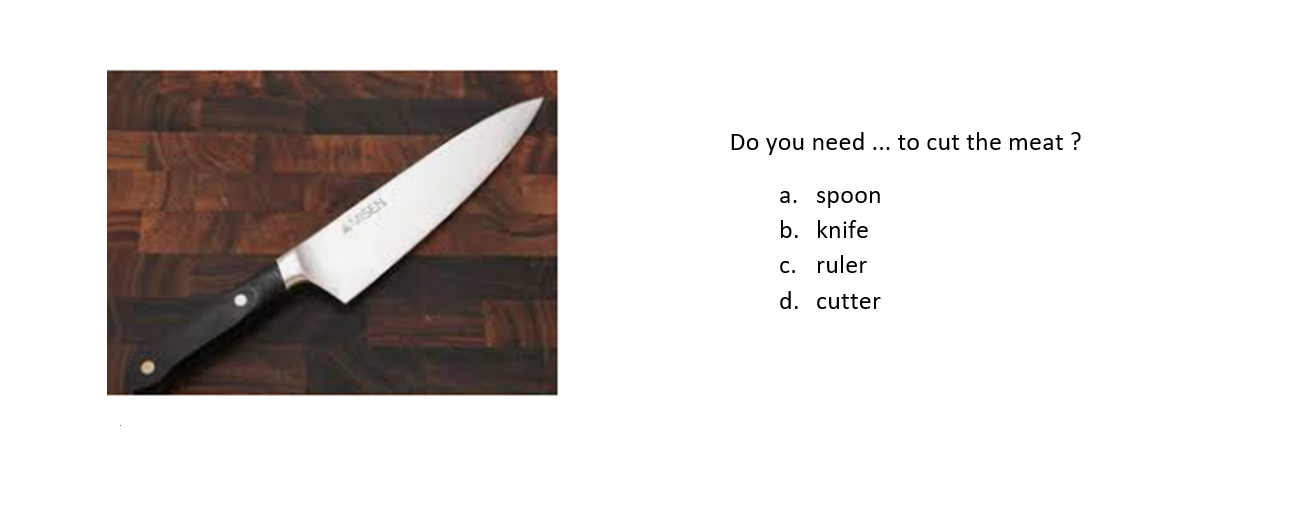 MISEN
Do you need ... to cut the meat ?
a. spoon
b. knife
c. ruler
d. cutter